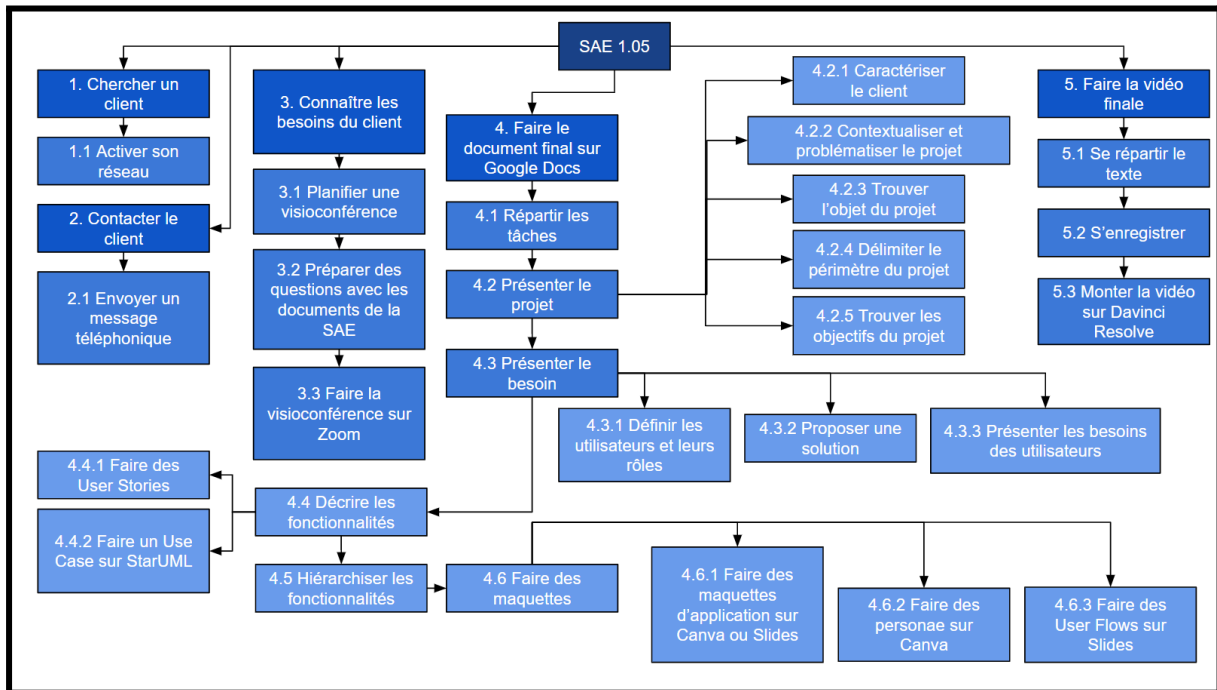 SAE 1.05
1. Chercher un
client
1.1 Activer son
réseau
2. Contacter le
client
2.1 Envoyer un
message
téléphonique
3. Connaître les
besoins du client
3.1 Planifier une
visioconférence
3.2 Préparer des
questions avec les
documents de la
SAE
3.3 Faire la
visioconférence sur
Zoom
4. Faire le
document final sur
Google Docs
4.1 Répartir les
tâches
4.2 Présenter le
projet
4.2.1 Caractériser
le client
4.2.2 Contextualiser et
problématiser le projet
4.2.3 Trouver
l’objet du projet
4.2.4 Délimiter le
périmètre du projet
4.2.5 Trouver les
objectifs du projet
4.3 Présenter le
besoin
4.3.1 Définir les
utilisateurs et leurs
rôles
4.3.2 Proposer une
solution
4.3.3 Présenter les besoins
des utilisateurs
4.4 Décrire les
fonctionnalités
4.4.1 Faire des
User Stories
4.4.2 Faire un Use
Case sur StarUML
4.5 Hiérarchiser les
fonctionnalités
4.6 Faire des
maquettes
4.6.1 Faire des
maquettes
d’application sur
Canva ou Slides
4.6.2 Faire des
personae sur
Canva
4.6.3 Faire des
User Flows sur
Slides
5. Faire la vidéo
finale
5.1 Se répartir le
texte
5.2 S’enregistrer
5.3 Monter la vidéo
sur Davinci
Resolve